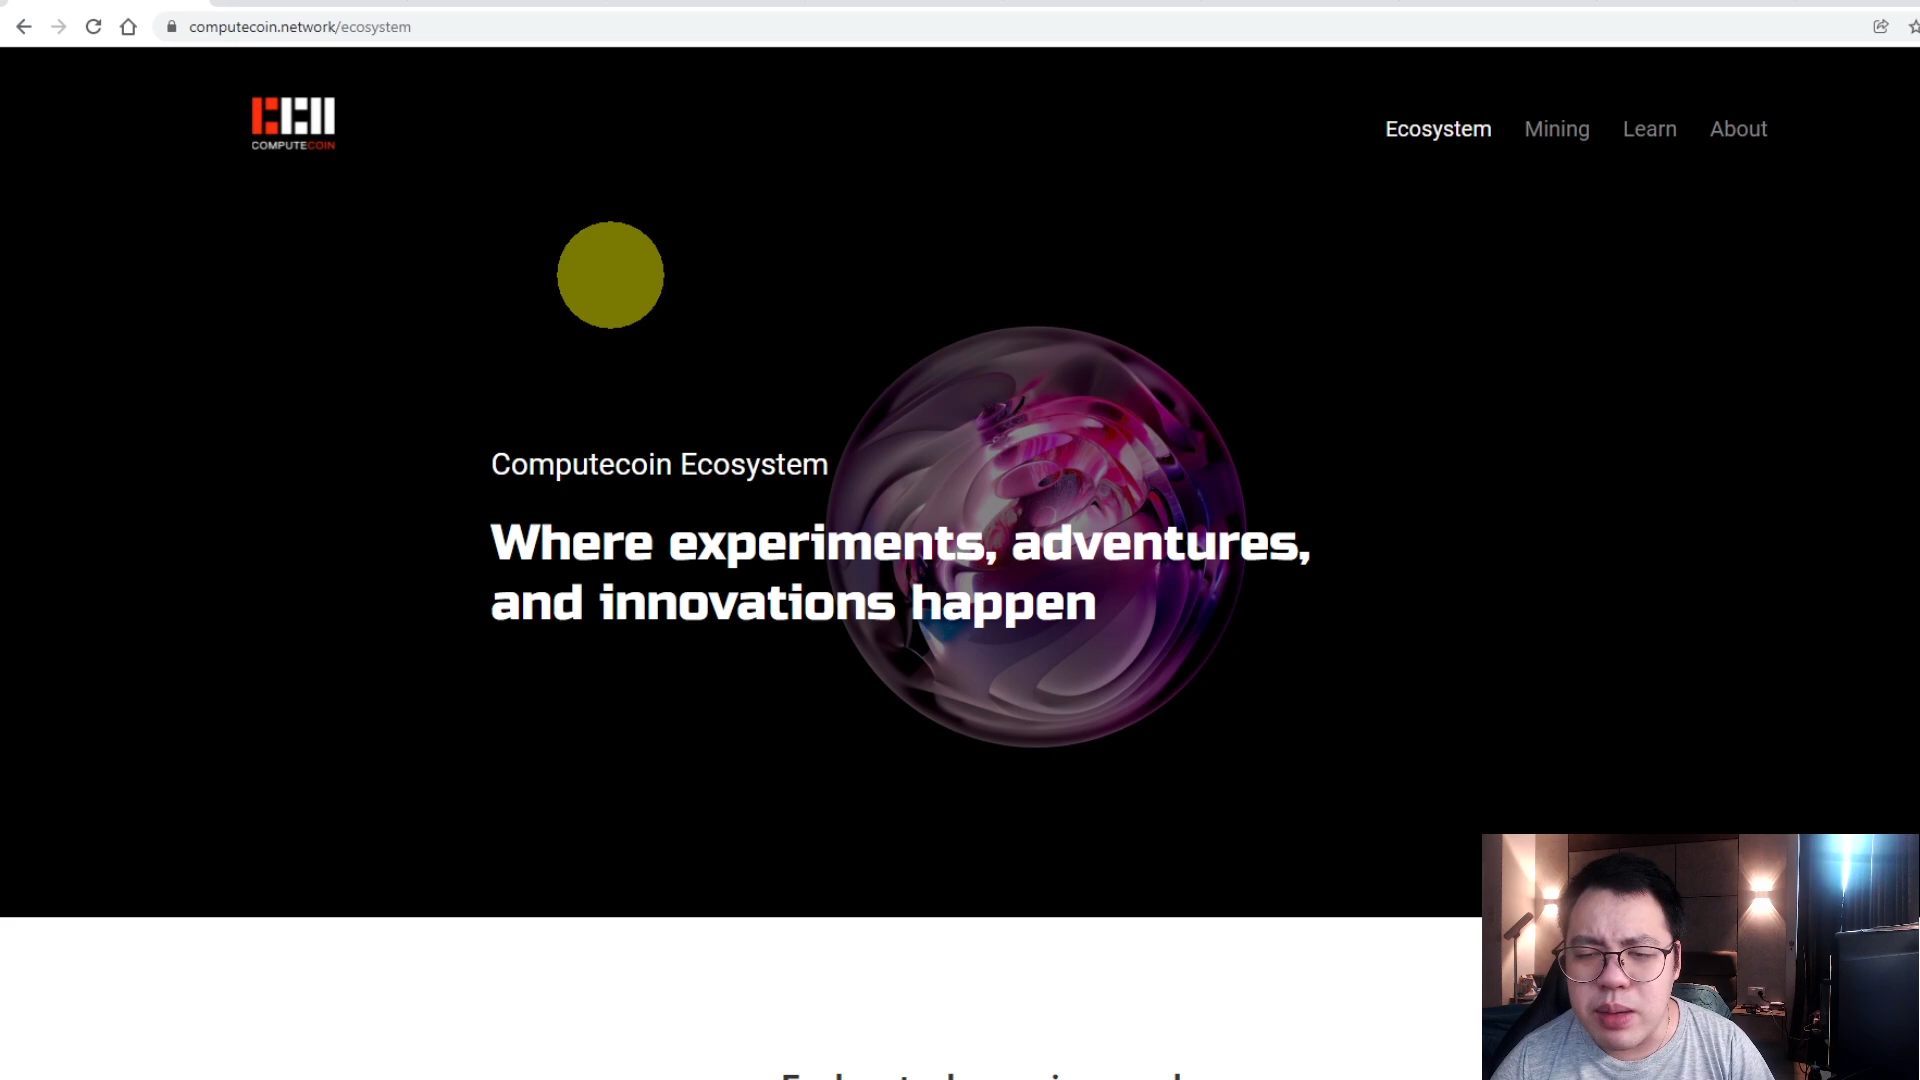 computecoin.network/ecosystem
COMPUTECOIN
Ecosystem Mining Learn About
Computecoin Ecosystem
Where experiments, adventures,
and innovations happen